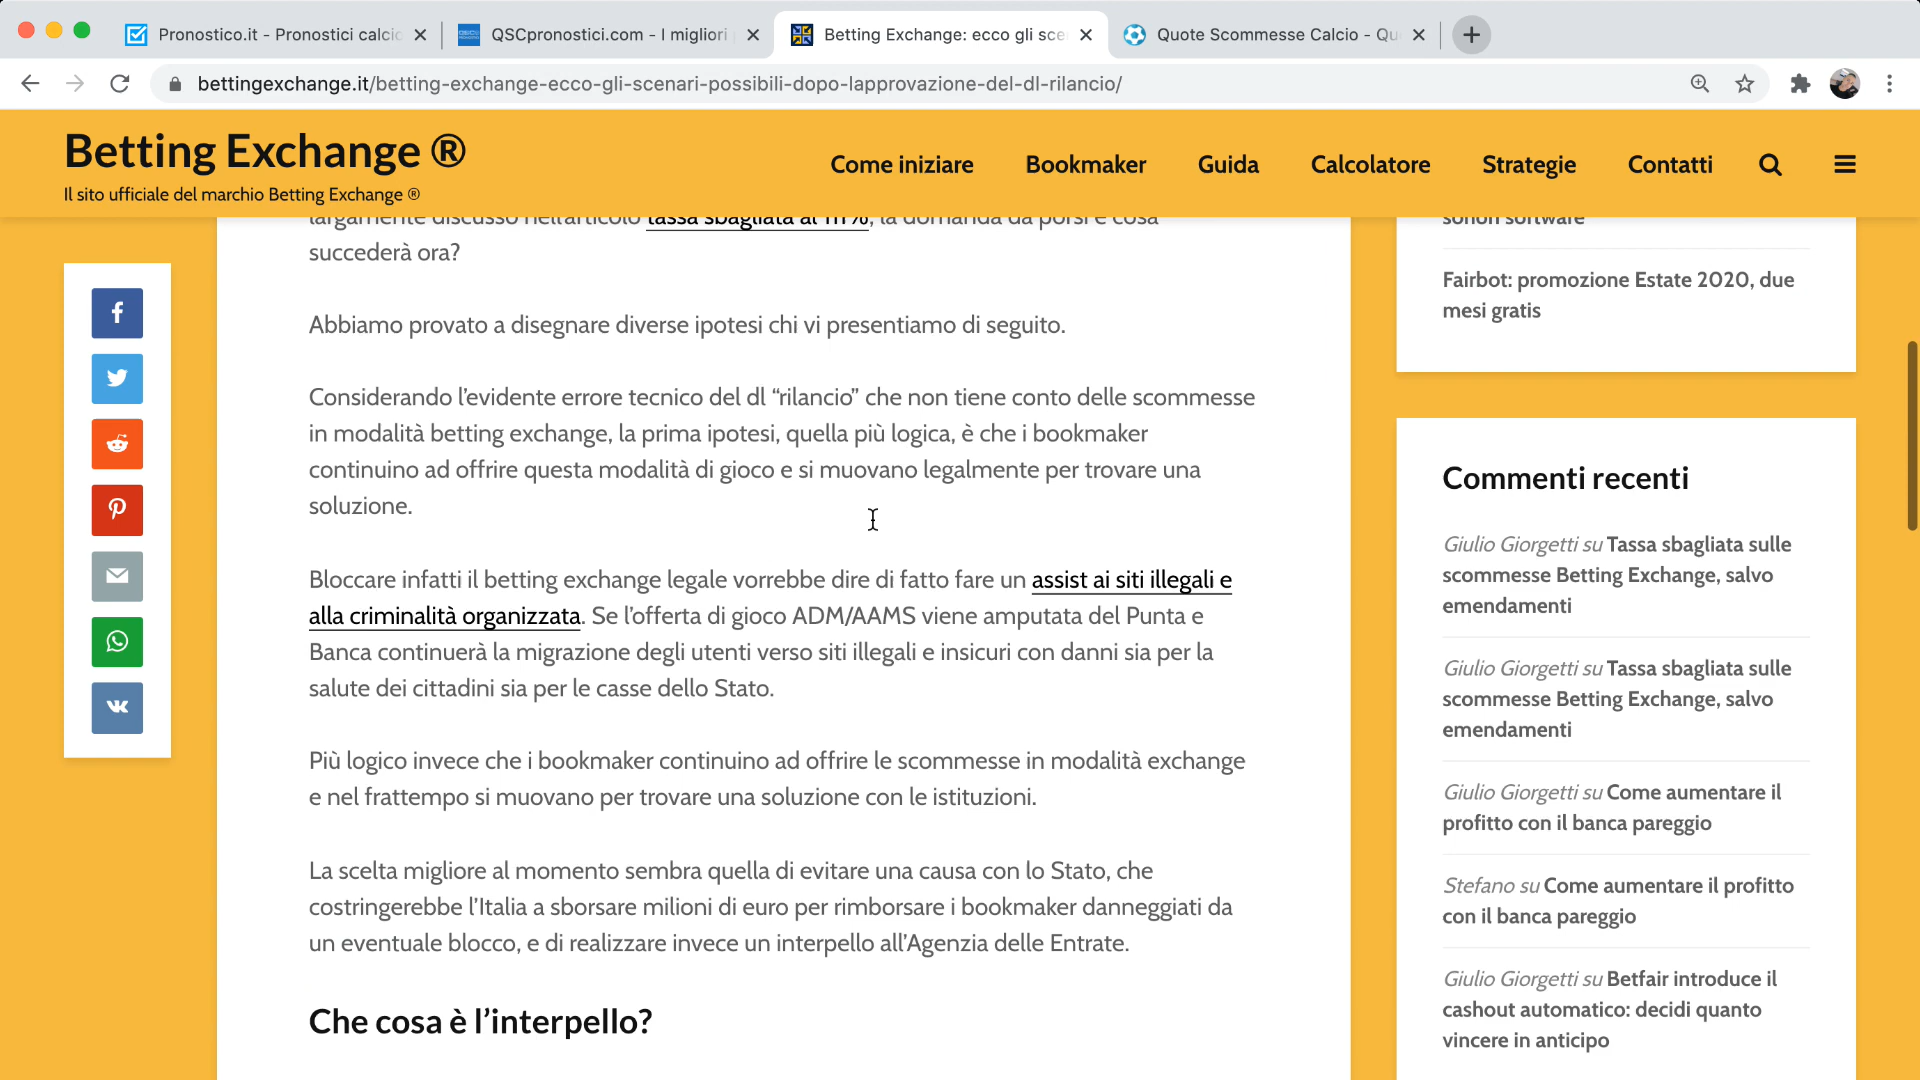 Pronostico.it - Pronostici calcio
QSCpronostici.com - I migliori
Betting Exchange: ecco gli sce
Quote Scommesse Calcio - Qu
bettingexchange.it/betting-exchange-ecco-gli-scenari-possibili-dopo-lapprovazione-del-dl-rilancio/
Betting Exchange ®
Il sito ufficiale del marchio Betting Exchange ®
Come iniziare
Bookmaker
Guida
Calcolatore
Strategie
Contatti
largamente discusso nell'articolo tassa sbagliata al 111%, la domanda da porsi è cosa
succederà ora?
Abbiamo provato a disegnare diverse ipotesi chi vi presentiamo di seguito.
Considerando l'evidente errore tecnico del dl “rilancio” che non tiene conto delle scommesse
in modalità betting exchange, la prima ipotesi, quella più logica, è che i bookmaker
continuino ad offrire questa modalità di gioco e si muovano legalmente per trovare una
soluzione.
Bloccare infatti il betting exchange legale vorrebbe dire di fatto fare un assist ai siti illegali e
alla criminalità organizzata. Se l'offerta di gioco ADM/AAMS viene amputata del Punta e
Banca continuerà la migrazione degli utenti verso siti illegali e insicuri con danni sia per la
salute dei cittadini sia per le casse dello Stato.
Più logico invece che i bookmaker continuino ad offrire le scommesse in modalità exchange
e nel frattempo si muovano per trovare una soluzione con le istituzioni.
La scelta migliore al momento sembra quella di evitare una causa con lo Stato, che
costringerebbe l'Italia a sborsare milioni di euro per rimborsare i bookmaker danneggiati da
un eventuale blocco, e di realizzare invece un interpello all'Agenzia delle Entrate.
Che cosa è l'interpello?
software
Fairbot: promozione Estate 2020, due
mesi gratis
Commenti recenti
Giulio Giorgetti su Tassa sbagliata sulle
scommesse Betting Exchange, salvo
emendamenti
Giulio Giorgetti su Tassa sbagliata sulle
scommesse Betting Exchange, salvo
emendamenti
Giulio Giorgetti su Come aumentare il
profitto con il banca pareggio
Stefano su Come aumentare il profitto
con il banca pareggio
Giulio Giorgetti su Betfair introduce il
cashout automatico: decidi quanto
vincere in anticipo